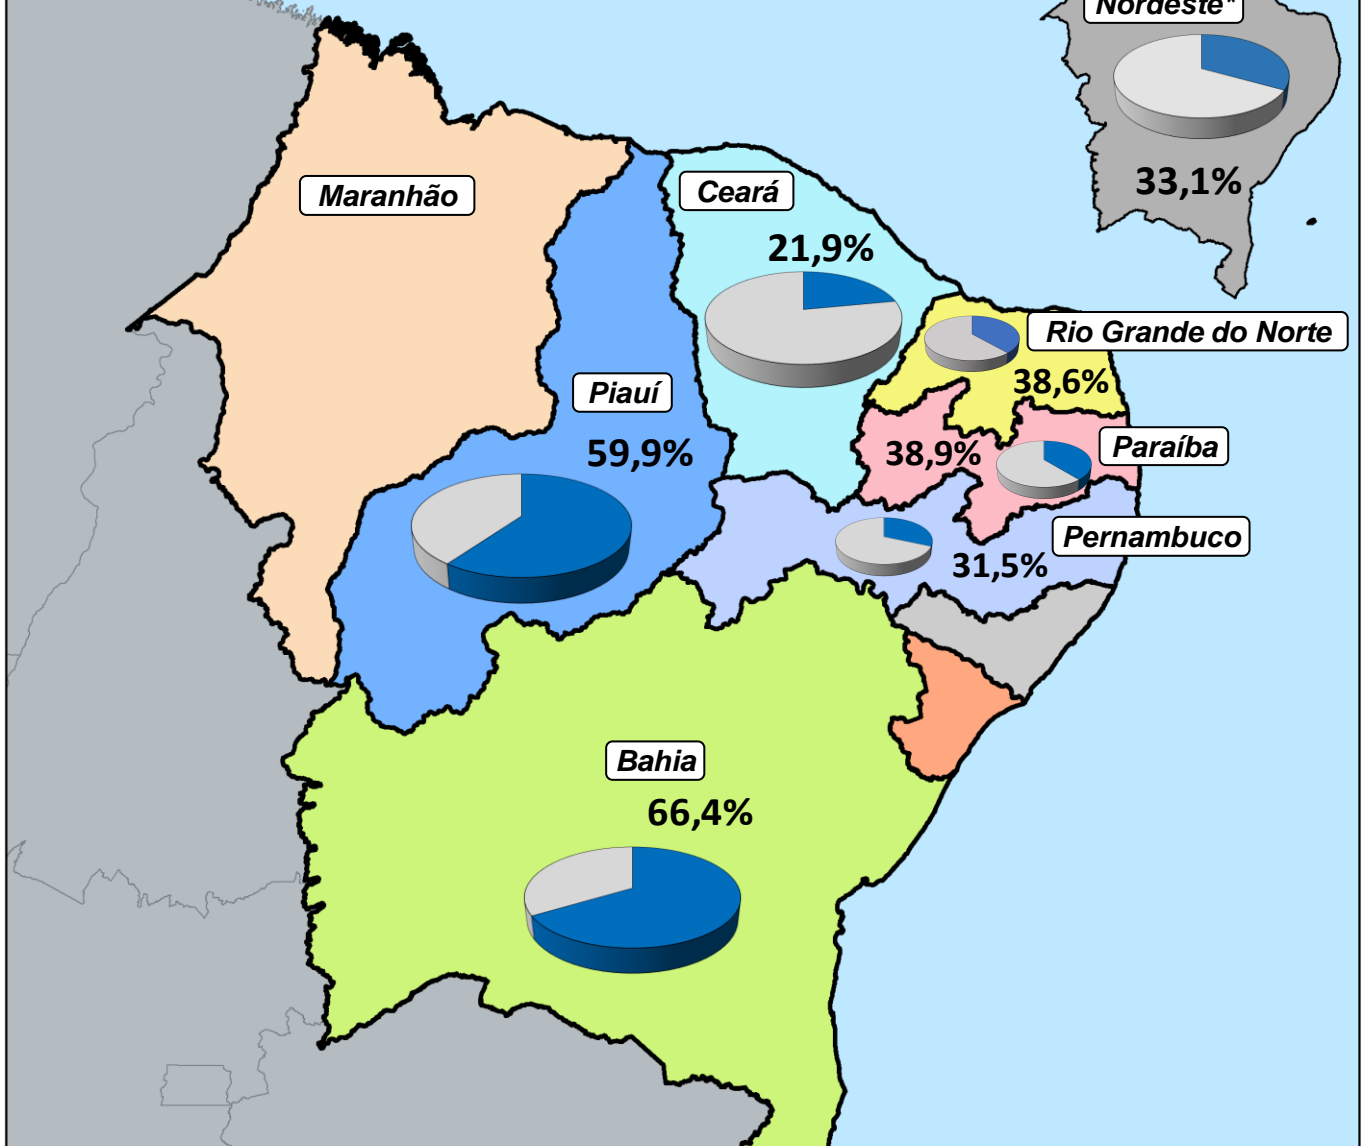 Nordeste*
33,1%
Maranhão
Ceará
21,9%
Rio Grande do Norte
38,6%
Piauí
59,9%
Paraíba
38,9%
Pernambuco
31,5%
Bahia
66,4%